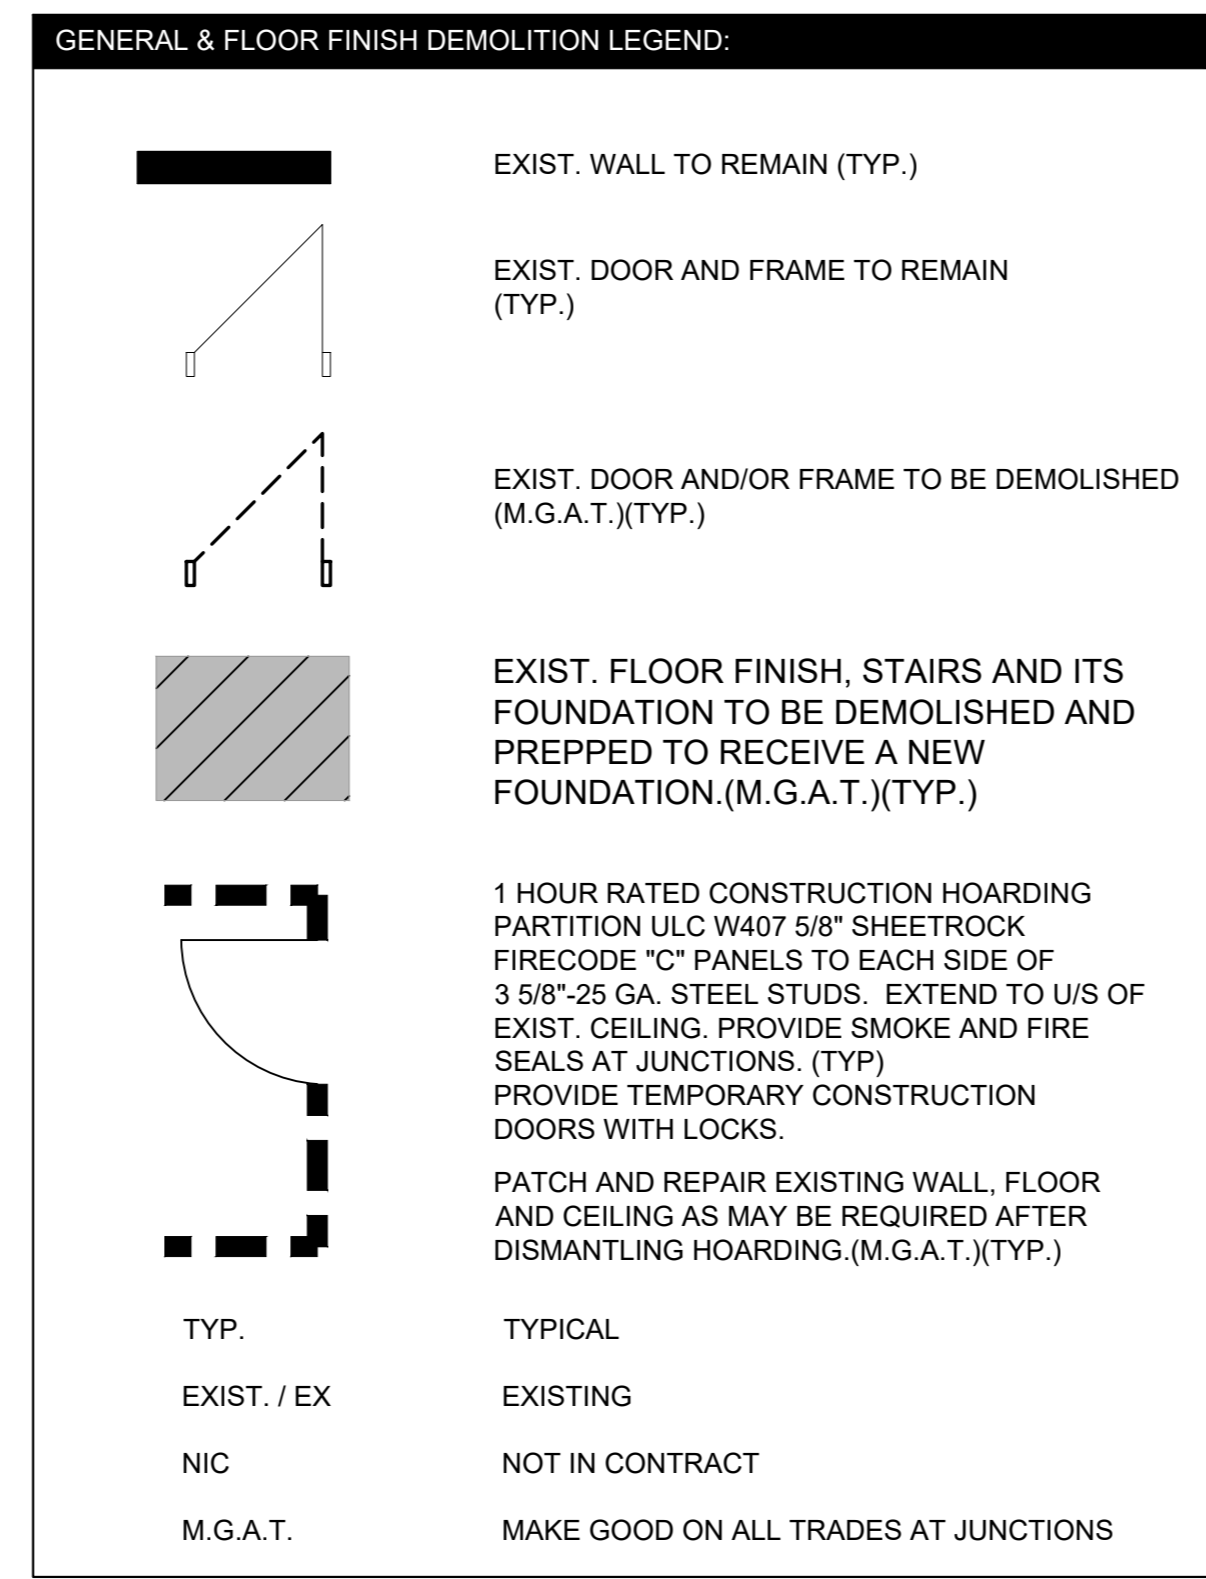 GENERAL & FLOOR FINISH DEMOLITION LEGEND:
EXIST. WALL TO REMAIN (TYP.)
EXIST. DOOR AND FRAME TO REMAIN
(TYP.)
EXIST. DOOR AND/OR FRAME TO BE DEMOLISHED
(M.G.A.T.)(TYP.)
EXIST. FLOOR FINISH, STAIRS AND ITS
FOUNDATION TO BE DEMOLISHED AND
PREPPED TO RECEIVE A NEW
FOUNDATION.(M.G.A.T.)(TYP.)
1 HOUR RATED CONSTRUCTION HOARDING
PARTITION ULC W407 5/8" SHEETROCK
FIRECODE "C" PANELS TO EACH SIDE OF
3 5/8"-25 GA. STEEL STUDS. EXTEND TO U/S OF
EXIST. CEILING. PROVIDE SMOKE AND FIRE
SEALS AT JUNCTIONS. (TYP)
PROVIDE TEMPORARY CONSTRUCTION
DOORS WITH LOCKS.
PATCH AND REPAIR EXISTING WALL, FLOOR
AND CEILING AS MAY BE REQUIRED AFTER
DISMANTLING HOARDING.(M.G.A.T.)(TYP.)
TYP. TYPICAL
EXIST. / EX EXISTING
NIC NOT IN CONTRACT
M.G.A.T. MAKE GOOD ON ALL TRADES AT JUNCTIONS